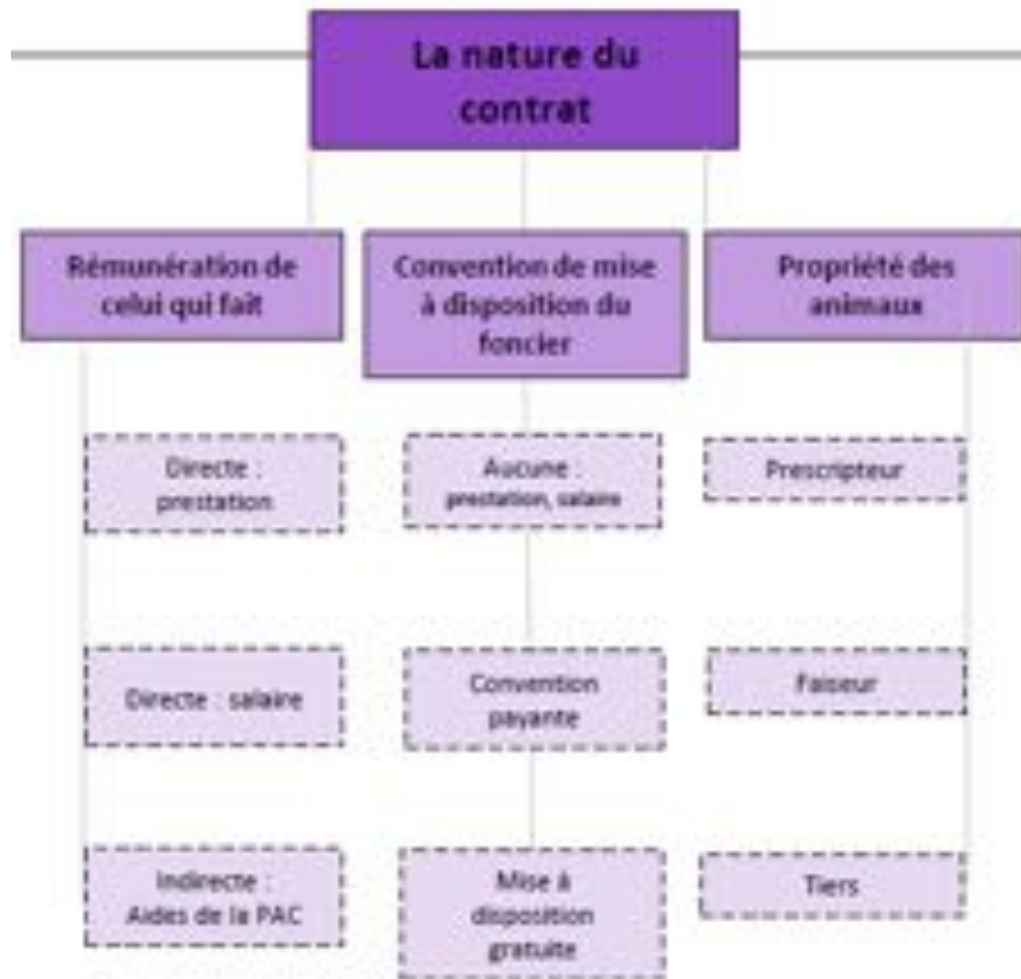 La nature du
contrat
Rémunération de
celui qui fait
Convention de mise
à disposition du
foncier
Propriété des
animaux
Directe :
prestation
Aucune :
prestation, salaire
Prescripteur
Directe : salaire
Convention
payante
Faiseur
Indirecte :
Aides de la PAC
Mise à
disposition
gratuite
Tiers